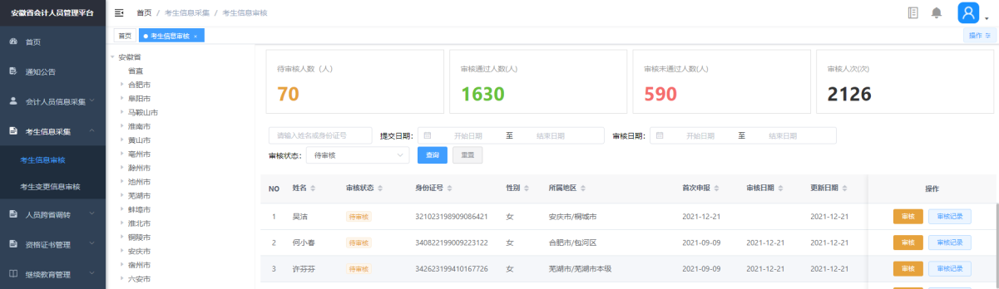 安徽省会计人员管理平台
首页 / 考生信息采集 / 考生信息审核
首页
考生信息审核 ×
操作
首页
通知公告
会计人员信息采集
考生信息采集
考生信息审核
考生变更信息审核
人员跨省调转
资格证书管理
继续教育管理
安徽省
省直
合肥市
阜阳市
马鞍山市
淮南市
黄山市
亳州市
滁州市
池州市
芜湖市
蚌埠市
淮北市
铜陵市
安庆市
宿州市
六安市
待审核人数（人） 审核通过人数(人) 审核未通过人数(人) 审核人次(次)
70 1630 590 2126
请输入姓名或身份证号 提交日期： 开始日期 至 结束日期 审核日期： 开始日期 至 结束日期
审核状态： 待审核 查询 重置
NO 姓名 审核状态 身份证号 性别 所属地区 首次申报 审核日期 更新日期 操作
1 吴洁 待审核 321023198909086421 女 安庆市/桐城市 2021-12-21 2021-12-21 审核 审核记录
2 何小春 待审核 340822199009223122 女 合肥市/包河区 2021-09-09 2021-12-21 2021-12-21 审核 审核记录
3 许芬芬 待审核 342623199410167726 女 芜湖市/芜湖市本级 2021-09-09 2021-12-21 2021-12-21 审核 审核记录